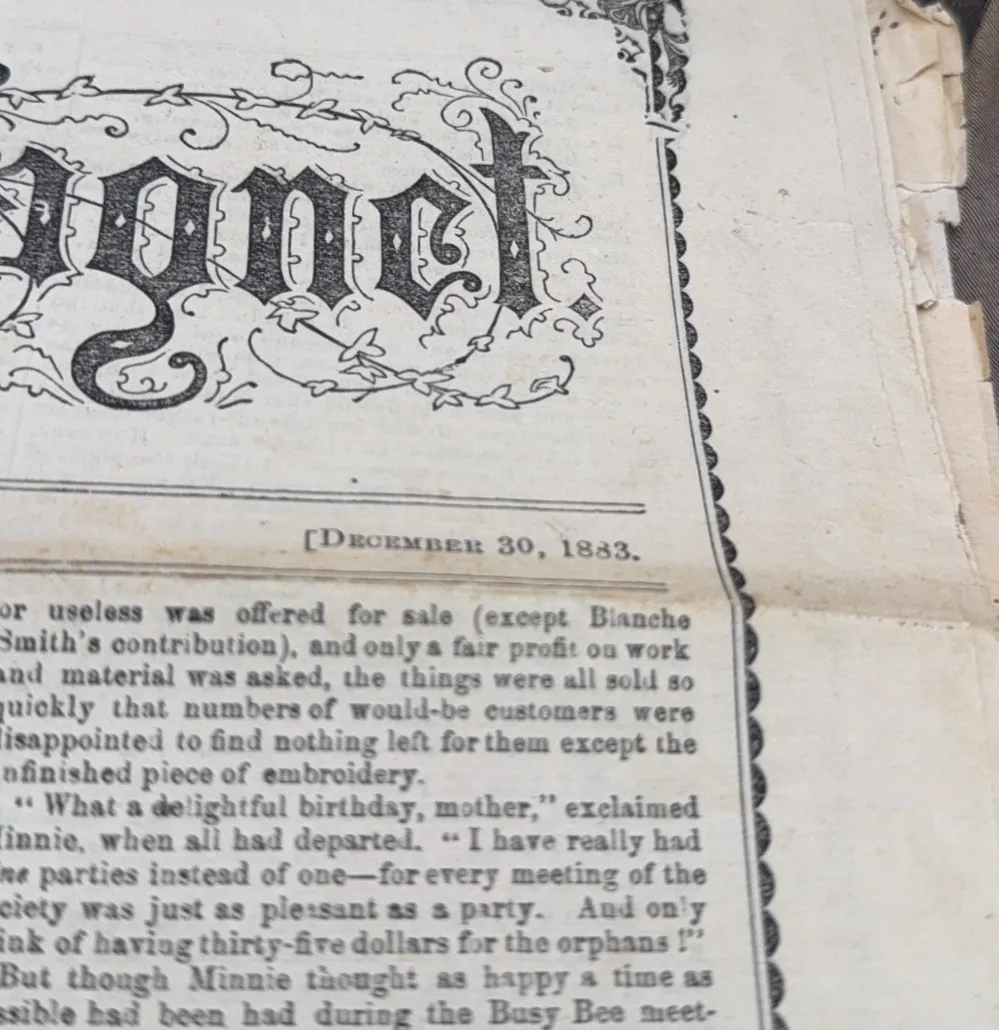 gnet.
[DECEMBER 30, 1883.
or useless was offered for sale (except Blanche
Smith's contribution), and only a fair profit on work
and material was asked, the things were all sold so
quickly that numbers of would-be customers were
disappointed to find nothing left for them except the
nfinished piece of embroidery.
“ What a delightful birthday, mother,” exclaimed
Minnie, when all had departed. “ I have really had
ne parties instead of one—for every meeting of the
ciety was just as pleasant as a party. And only
ink of having thirty-five dollars for the orphans !”
But though Minnie thought as happy a time as
ssible had been had during the Busy Bee meet-